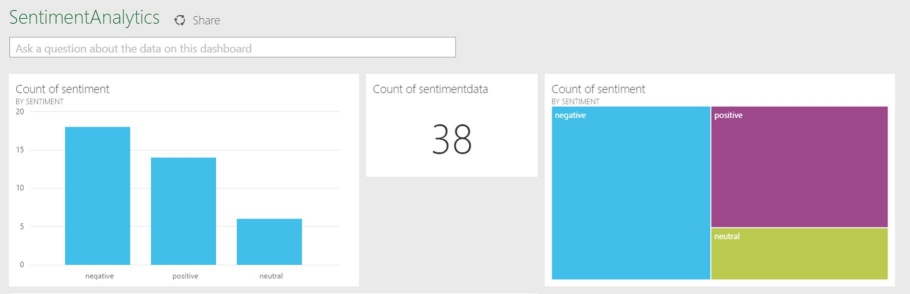 SentimentAnalytics Share
Ask a question about the data on this dashboard
Count of sentiment
BY SENTIMENT
20
15
10
5
0
negative positive neutral
Count of sentimentdata
38
Count of sentiment
BY SENTIMENT
negative positive
neutral